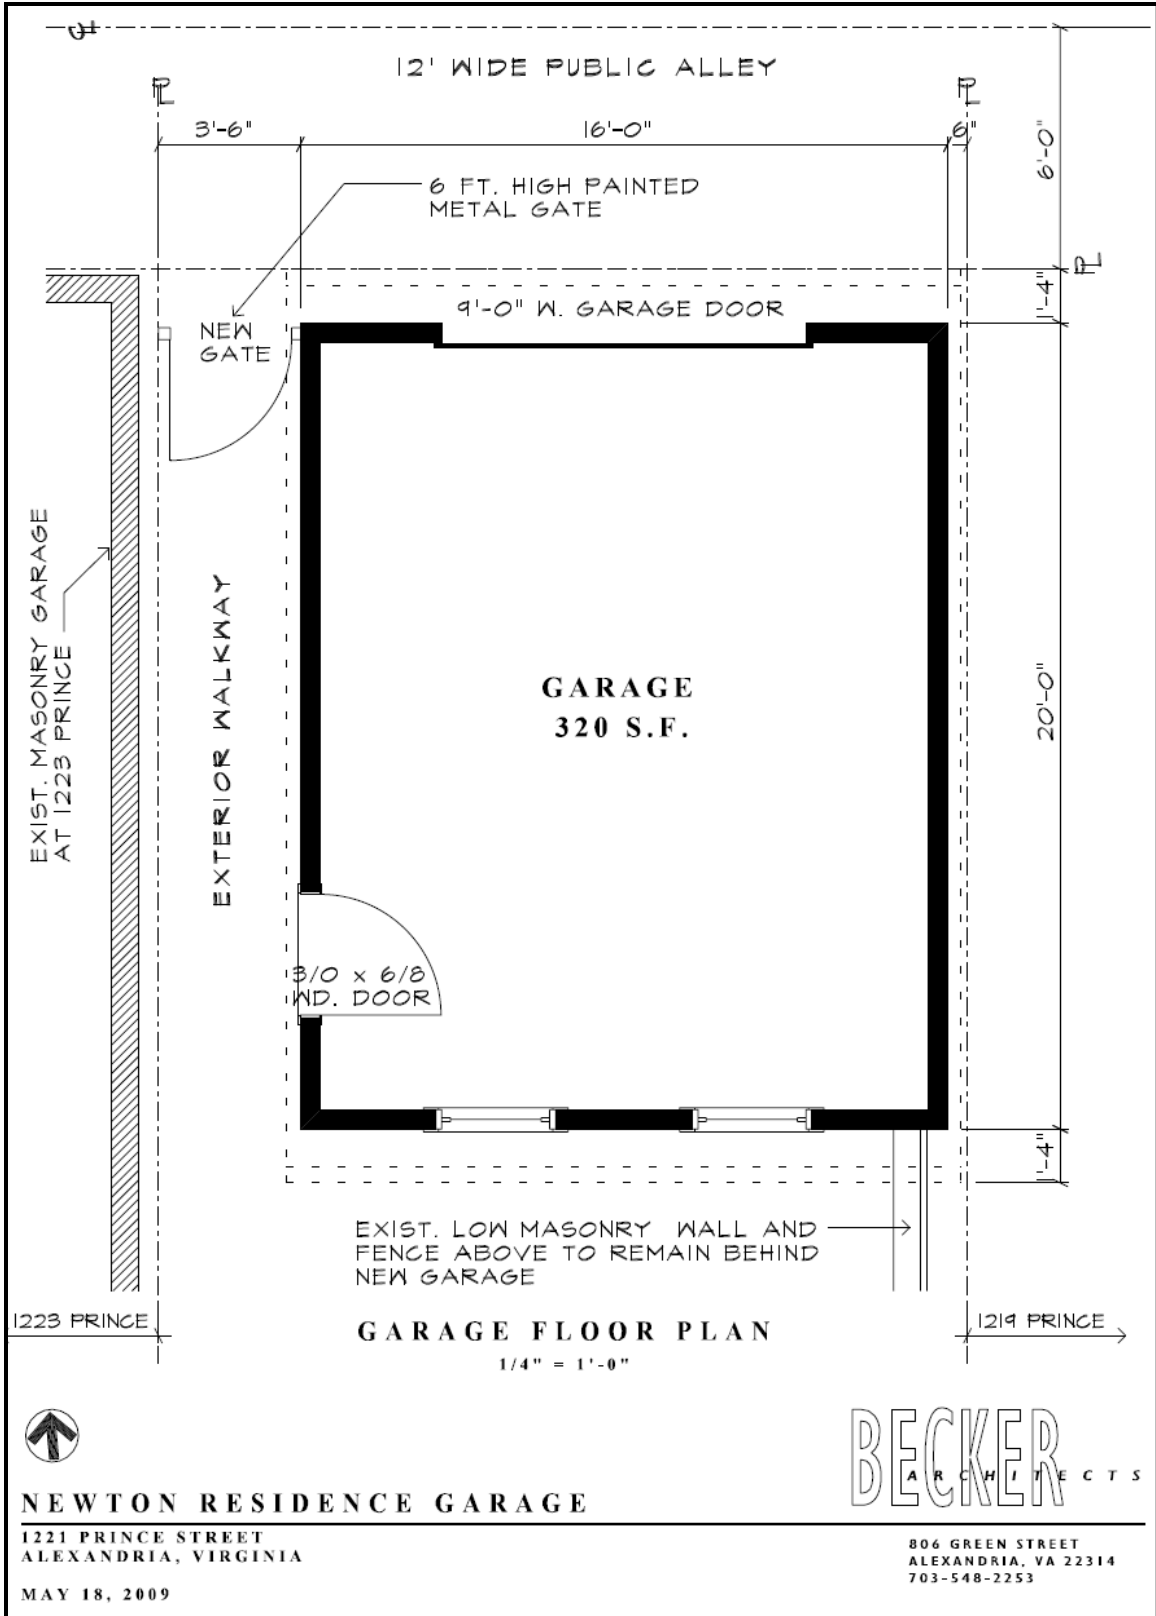 12' WIDE PUBLIC ALLEY
PL
PL
3'-6"
16'-0"
6"
6'-0"
6 FT. HIGH PAINTED
METAL GATE
PL
1'-4"
9'-0" W. GARAGE DOOR
NEW
GATE
EXIST. MASONRY GARAGE
AT 1223 PRINCE
EXTERIOR WALKWAY
GARAGE
320 S.F.
20'-0"
3/0 x 6/8
WD. DOOR
1'-4"
EXIST. LOW MASONRY WALL AND
FENCE ABOVE TO REMAIN BEHIND
NEW GARAGE
1223 PRINCE
1219 PRINCE
GARAGE FLOOR PLAN
1/4" = 1'-0"
BECKER
ARCHITECTS
NEWTON RESIDENCE GARAGE
1221 PRINCE STREET
ALEXANDRIA, VIRGINIA
MAY 18, 2009
806 GREEN STREET
ALEXANDRIA, VA 22314
703-548-2253